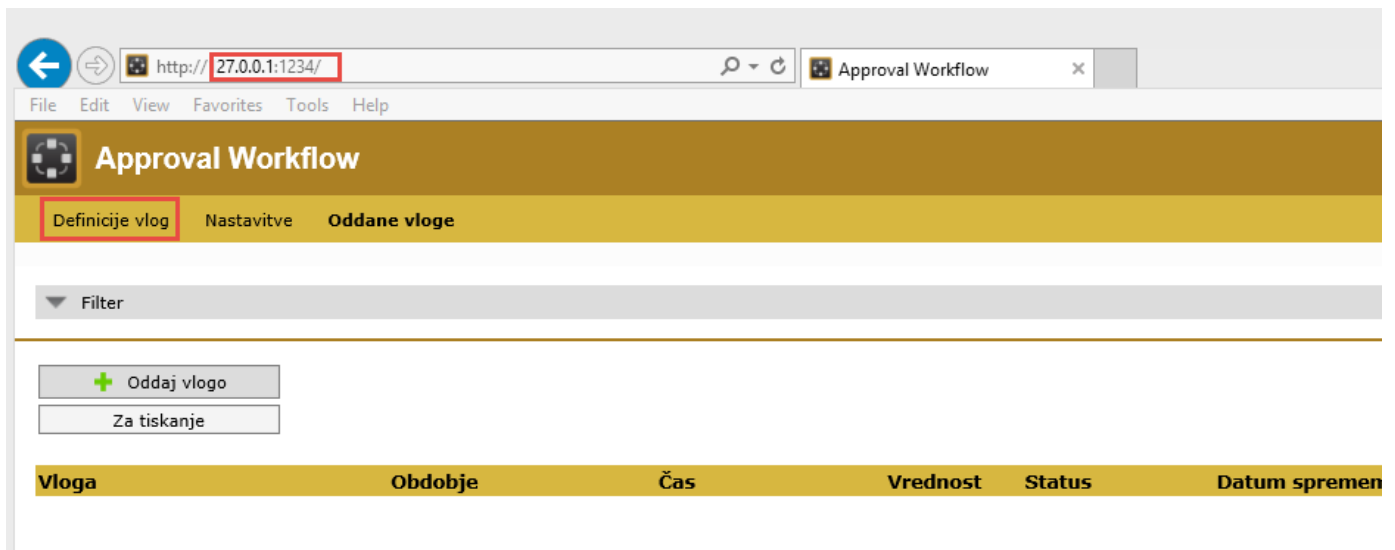 http:// 27.0.0.1:1234/ Approval Workflow
File Edit View Favorites Tools Help
Approval Workflow
Definicije vlog Nastavitve Oddane vloge
Filter
Oddaj vlogo
Za tiskanje
Vloga Obdobje Čas Vrednost Status Datum spremem